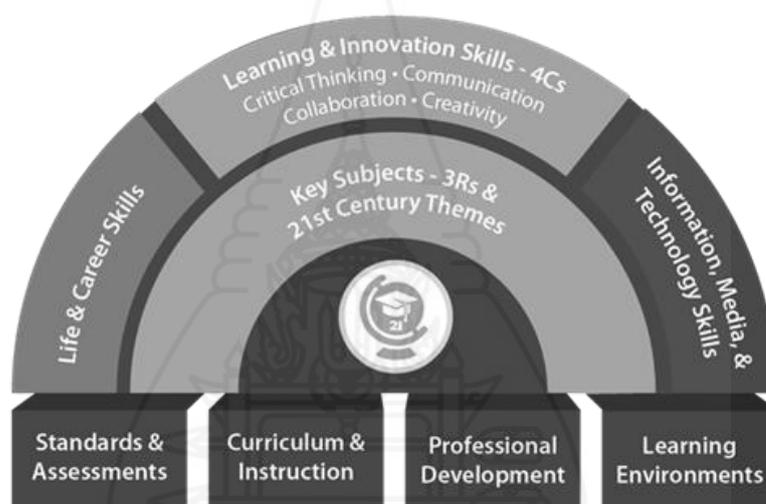 Learning & Innovation Skills - 4Cs
Critical Thinking • Communication
Collaboration • Creativity
Life & Career Skills
Key Subjects - 3Rs &
21st Century Themes
Information, Media, &
Technology Skills
21
Standards &
Assessments
Curriculum &
Instruction
Professional
Development
Learning
Environments